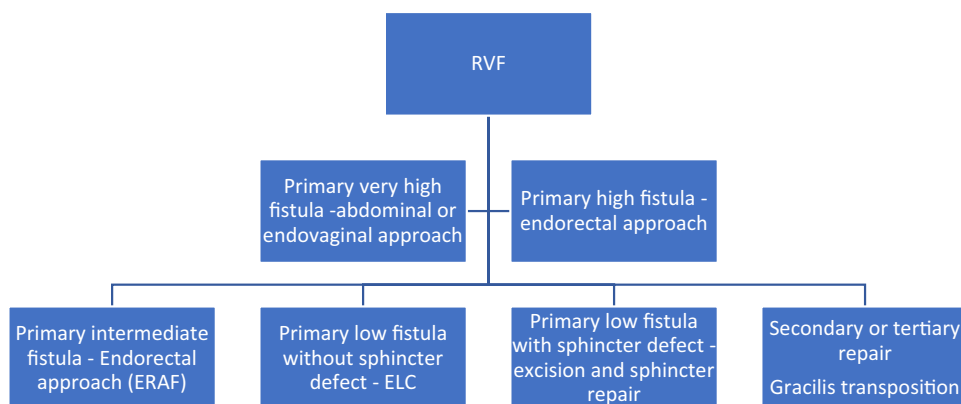 RVF
Primary very high
fistula -abdominal or
endovaginal approach
Primary high fistula -
endorectal approach
Primary intermediate
fistula - Endorectal
approach (ERAF)
Primary low fistula
without sphincter
defect - ELC
Primary low fistula
with sphincter defect -
excision and sphincter
repair
Secondary or tertiary
repair
Gracilis transposition